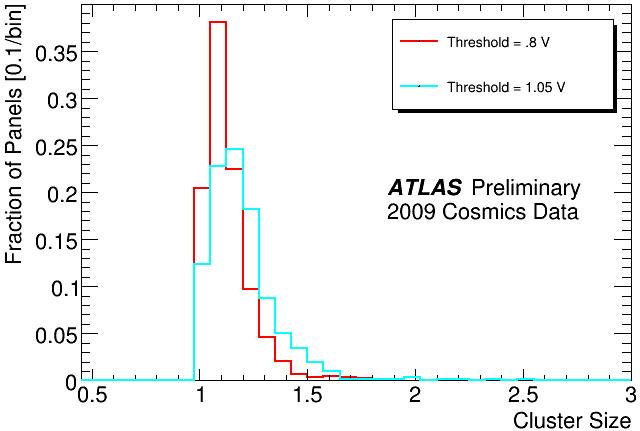 Fraction of Panels [0.1/bin]
0.35
0.3
0.25
0.2
0.15
0.1
0.05
0
Threshold = .8 V
Threshold = 1.05 V
ATLAS Preliminary
2009 Cosmics Data
0.5 1 1.5 2 2.5 3
Cluster Size